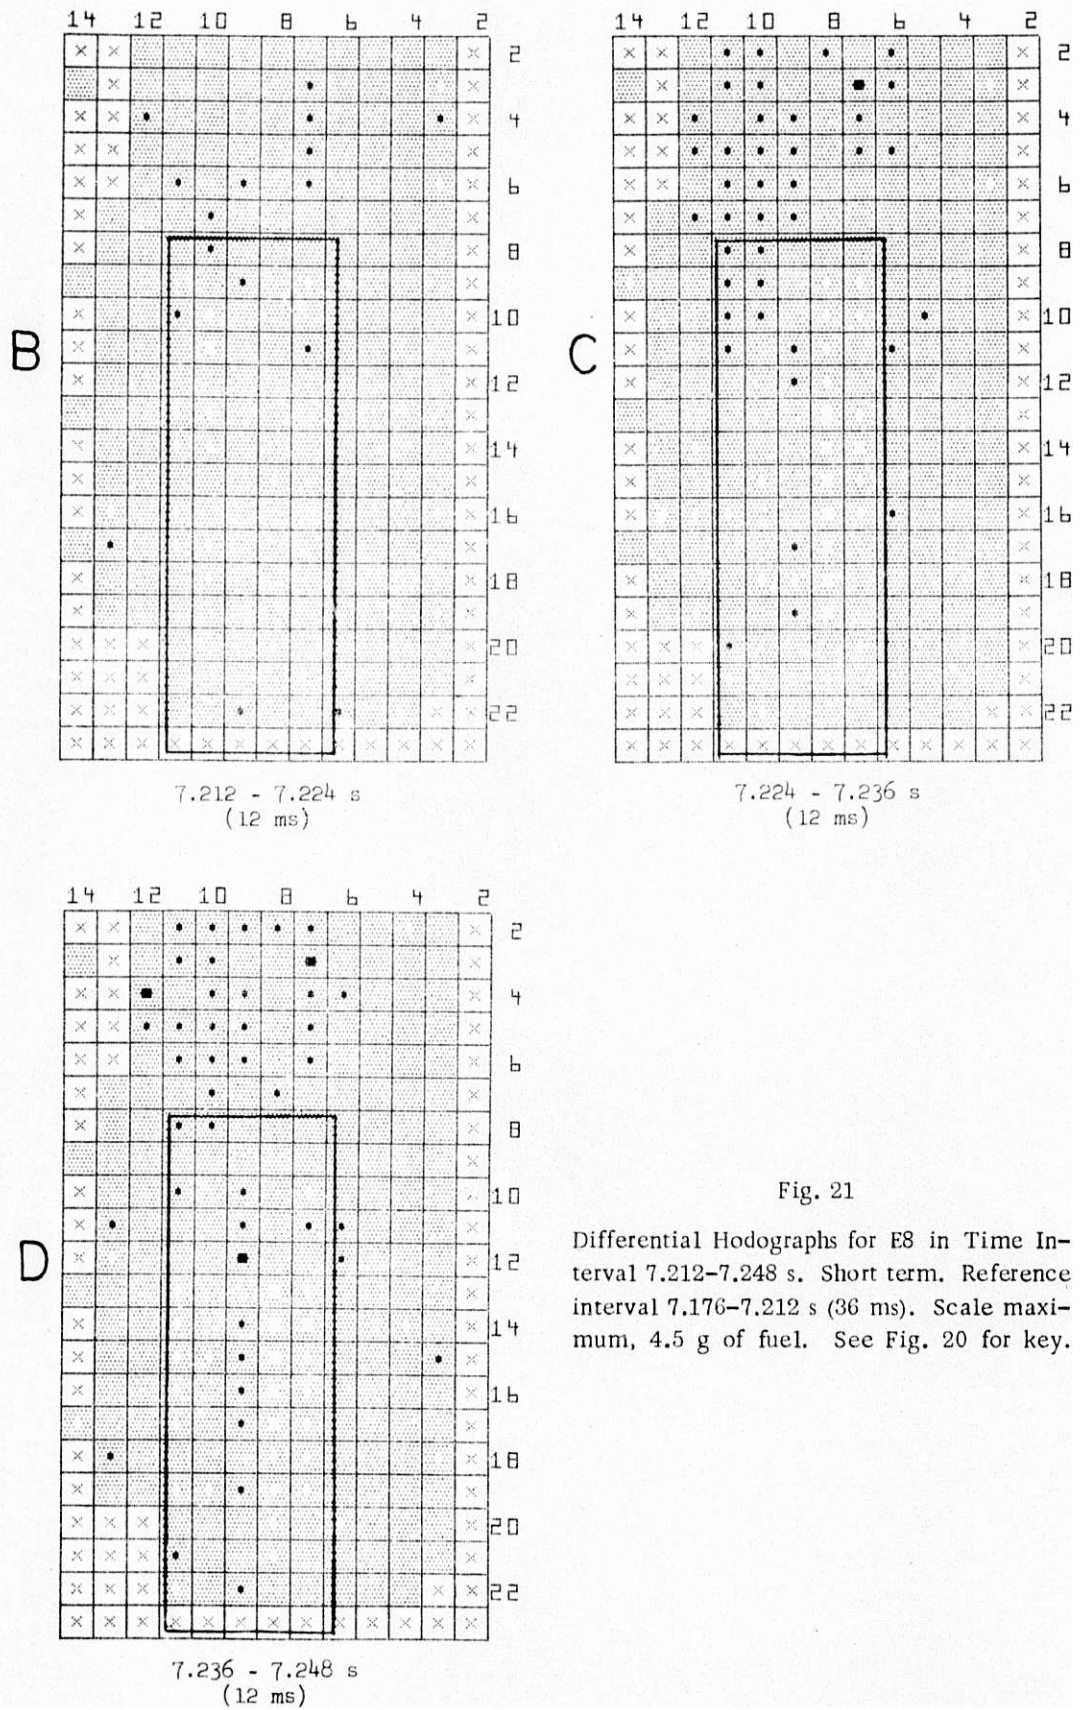 14 12 10 8 6 4 2
2
4
6
8
10
12
14
16
18
20
22
B
7.212 - 7.224 s
(12 ms)
14 12 10 8 6 4 2
2
4
6
8
10
12
14
16
18
20
22
C
7.224 - 7.236 s
(12 ms)
14 12 10 8 6 4 2
2
4
6
8
10
12
14
16
18
20
22
D
7.236 - 7.248 s
(12 ms)
Fig. 21
Differential Hodographs for E8 in Time In-
terval 7.212-7.248 s. Short term. Reference
interval 7.176-7.212 s (36 ms). Scale maxi-
mum, 4.5 g of fuel. See Fig. 20 for key.